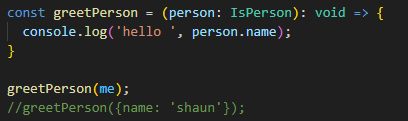 const greetPerson = (person: IsPerson): void => {
  console.log('hello ', person.name);
}

greetPerson(me);
//greetPerson({name: 'shaun'});